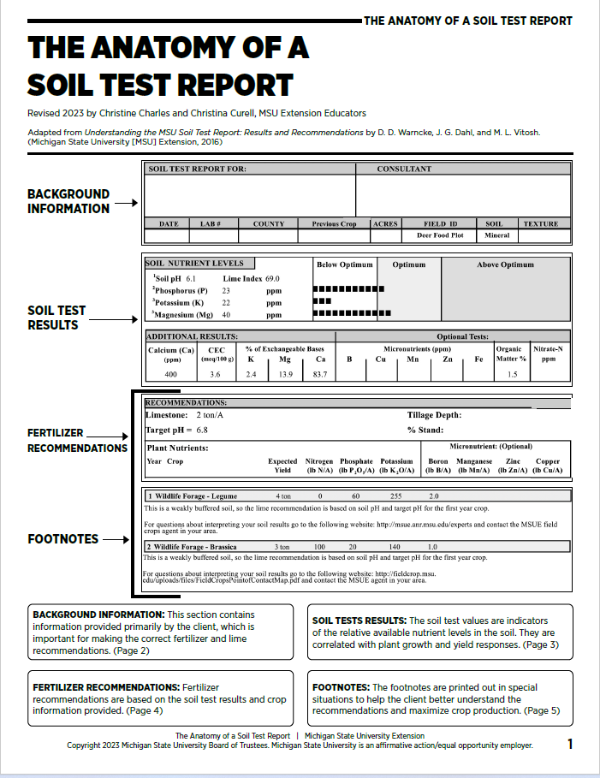 THE ANATOMY OF A SOIL TEST REPORT
THE ANATOMY OF A
SOIL TEST REPORT
Revised 2023 by Christine Charles and Christina Curell, MSU Extension Educators
Adapted from Understanding the MSU Soil Test Report: Results and Recommendations by D. D. Warncke, J. G. Dahl, and M. L. Vitosh.
(Michigan State University [MSU] Extension, 2016)
BACKGROUND
INFORMATION
SOIL TEST REPORT FOR: CONSULTANT
DATE LAB # COUNTY Previous Crop ACRES FIELD ID SOIL TEXTURE
Deer Food Plot Mineral
SOIL TEST
RESULTS
SOIL NUTRIENT LEVELS Below Optimum Optimum Above Optimum
¹Soil pH 6.1 Lime Index 69.0
²Phosphorus (P) 23 ppm
³Potassium (K) 22 ppm
³Magnesium (Mg) 40 ppm
ADDITIONAL RESULTS: Optional Tests:
Calcium (Ca) CEC % of Exchangeable Bases Micronutrients (ppm) Organic Nitrate-N
(ppm) (meq/100 g) K Mg Ca B Cu Mn Zn Fe Matter % ppm
400 3.6 2.4 13.9 83.7 1.5
FERTILIZER
RECOMMENDATIONS
RECOMMENDATIONS:
Limestone: 2 ton/A Tillage Depth:
Target pH = 6.8 % Stand:
Plant Nutrients: Micronutrient: (Optional)
Year Crop Expected Nitrogen Phosphate Potassium Boron Manganese Zinc Copper
Yield (lb N/A) (lb P₂O₅/A) (lb K₂O/A) (lb B/A) (lb Mn/A) (lb Zn/A) (lb Cu/A)
FOOTNOTES
1 Wildlife Forage - Legume 4 ton 0 60 255 2.0
This is a weakly buffered soil, so the lime recommendation is based on soil pH and target pH for the first year crop.
For questions about interpreting your soil results go to the following website: http://msue.anr.msu.edu/experts and contact the MSUE field
crops agent in your area.
2 Wildlife Forage - Brassica 3 ton 100 20 140 1.0
This is a weakly buffered soil, so the lime recommendation is based on soil pH and target pH for the first year crop.
For questions about interpreting your soil results go to the following website: http://fieldcrop.msu.
edu/uploads/files/FieldCropsPointofContactMap.pdf and contact the MSUE agent in your area.
BACKGROUND INFORMATION: This section contains
information provided primarily by the client, which is
important for making the correct fertilizer and lime
recommendations. (Page 2)
SOIL TESTS RESULTS: The soil test values are indicators
of the relative available nutrient levels in the soil. They are
correlated with plant growth and yield responses. (Page 3)
FERTILIZER RECOMMENDATIONS: Fertilizer
recommendations are based on the soil test results and crop
information provided. (Page 4)
FOOTNOTES: The footnotes are printed out in special
situations to help the client better understand the
recommendations and maximize crop production. (Page 5)
The Anatomy of a Soil Test Report | Michigan State University Extension
Copyright 2023 Michigan State University Board of Trustees. Michigan State University is an affirmative action/equal opportunity employer.
1